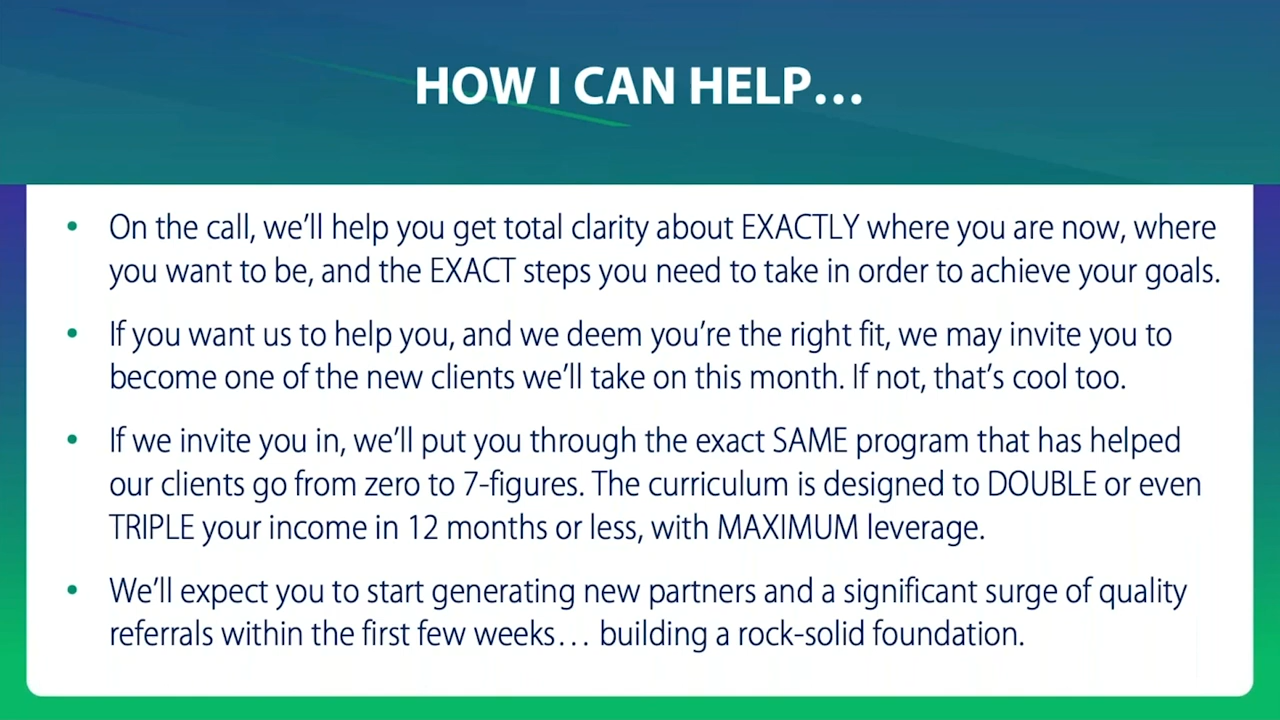 HOW I CAN HELP…
• On the call, we’ll help you get total clarity about EXACTLY where you are now, where
you want to be, and the EXACT steps you need to take in order to achieve your goals.
• If you want us to help you, and we deem you’re the right fit, we may invite you to
become one of the new clients we’ll take on this month. If not, that’s cool too.
• If we invite you in, we’ll put you through the exact SAME program that has helped
our clients go from zero to 7-figures. The curriculum is designed to DOUBLE or even
TRIPLE your income in 12 months or less, with MAXIMUM leverage.
• We’ll expect you to start generating new partners and a significant surge of quality
referrals within the first few weeks… building a rock-solid foundation.